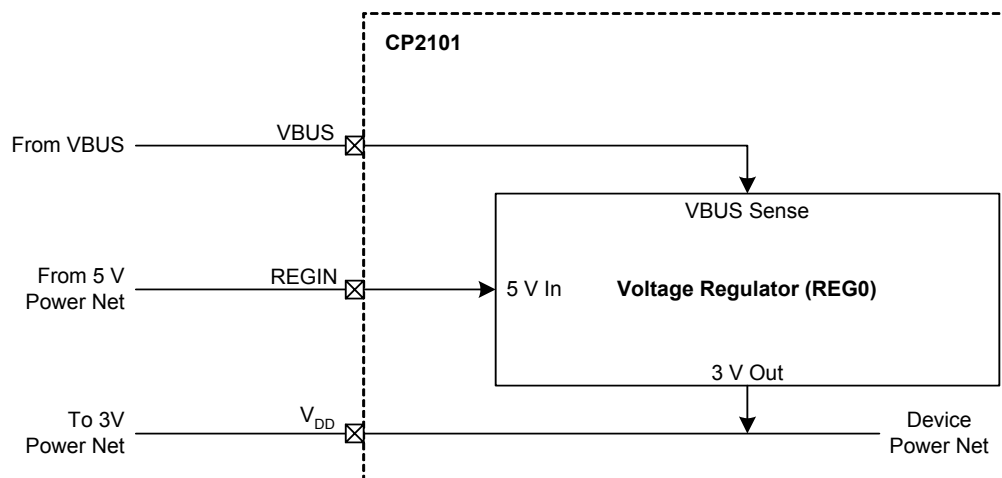 CP2101
From VBUS
VBUS
VBUS Sense
From 5 V
Power Net
REGIN
5 V In
Voltage Regulator (REG0)
3 V Out
To 3V
Power Net
VDD
Device
Power Net